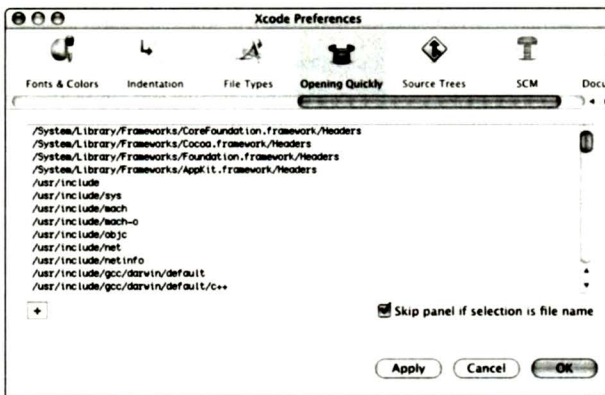 Xcode Preferences
Fonts & Colors Indentation File Types Opening Quickly Source Trees SCM Docu
/System/Library/Frameworks/CoreFoundation.framework/Headers
/System/Library/Frameworks/Cocoa.framework/Headers
/System/Library/Frameworks/Foundation.framework/Headers
/System/Library/Frameworks/AppKit.framework/Headers
/usr/include
/usr/include/sys
/usr/include/mach
/usr/include/mach-o
/usr/include/objc
/usr/include/net
/usr/include/netinfo
/usr/include/gcc/darwin/default
/usr/include/gcc/darwin/default/c++
+ Skip panel if selection is file name
Apply Cancel OK